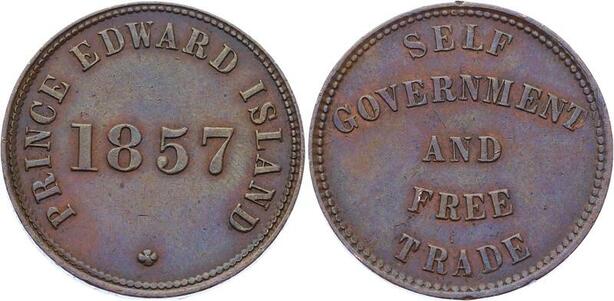 PRINCE EDWARD ISLAND
1857
SELF
GOVERNMENT
AND
FREE
TRADE